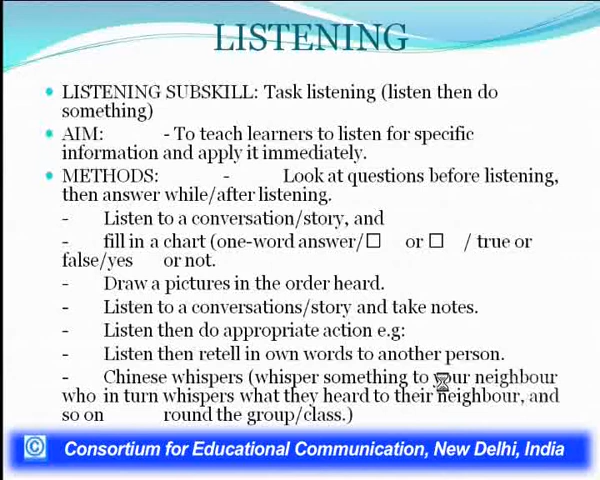 LISTENING
LISTENING SUBSKILL: Task listening (listen then do
something)
AIM: - To teach learners to listen for specific
information and apply it immediately.
METHODS: - Look at questions before listening,
then answer while/after listening.
- Listen to a conversation/story, and
- fill in a chart (one-word answer/☐ or ☐ / true or
false/yes or not.
- Draw a pictures in the order heard.
- Listen to a conversations/story and take notes.
- Listen then do appropriate action e.g:
- Listen then retell in own words to another person.
- Chinese whispers (whisper something to your neighbour
who in turn whispers what they heard to their neighbour, and
so on round the group/class.)
© Consortium for Educational Communication, New Delhi, India